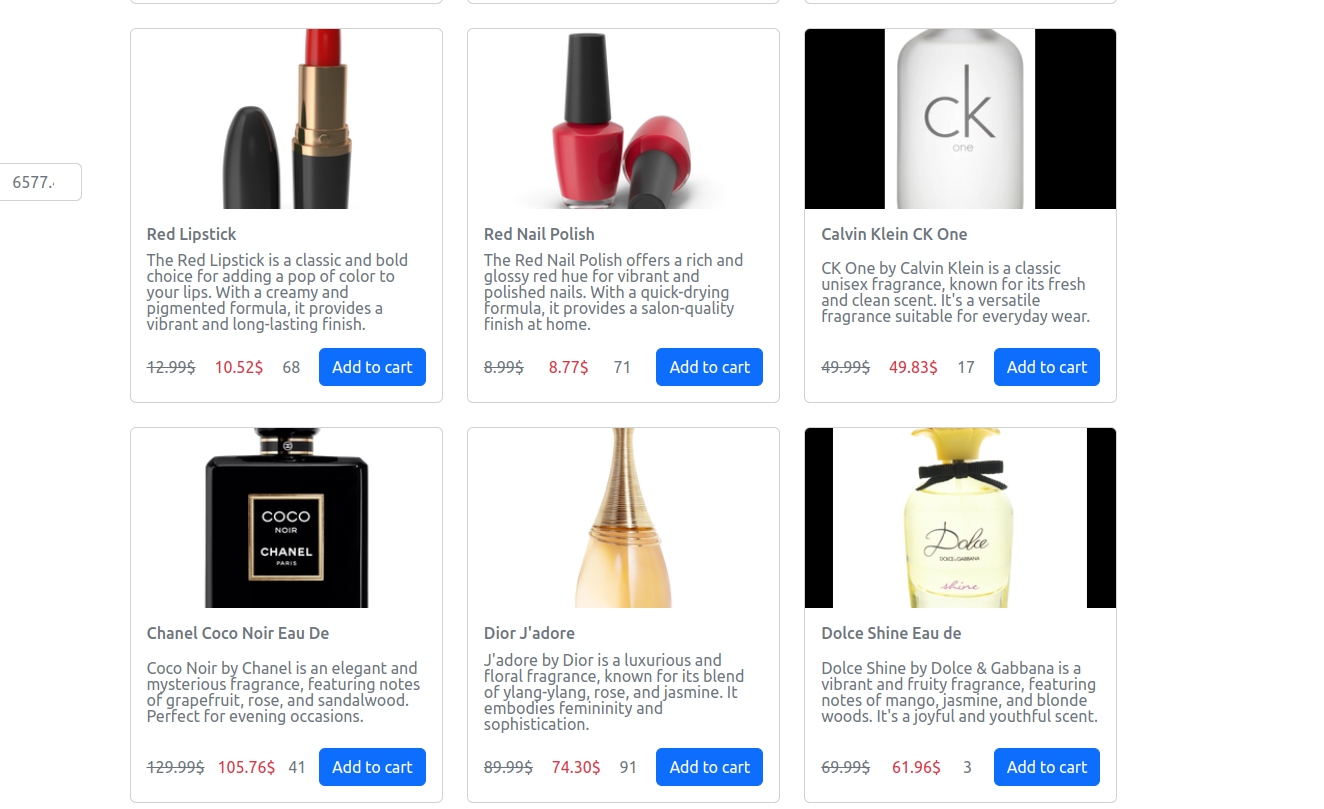 6577.
ck
one
Red Lipstick
The Red Lipstick is a classic and bold
choice for adding a pop of color to
your lips. With a creamy and
pigmented formula, it provides a
vibrant and long-lasting finish.
12.99$ 10.52$ 68 Add to cart
Red Nail Polish
The Red Nail Polish offers a rich and
glossy red hue for vibrant and
polished nails. With a quick-drying
formula, it provides a salon-quality
finish at home.
8.99$ 8.77$ 71 Add to cart
Calvin Klein CK One
CK One by Calvin Klein is a classic
unisex fragrance, known for its fresh
and clean scent. It's a versatile
fragrance suitable for everyday wear.
49.99$ 49.83$ 17 Add to cart
COCO
NOIR
CHANEL
PARIS
Chanel Coco Noir Eau De
Coco Noir by Chanel is an elegant and
mysterious fragrance, featuring notes
of grapefruit, rose, and sandalwood.
Perfect for evening occasions.
129.99$ 105.76$ 41 Add to cart
Dior J'adore
J'adore by Dior is a luxurious and
floral fragrance, known for its blend
of ylang-ylang, rose, and jasmine. It
embodies femininity and
sophistication.
89.99$ 74.30$ 91 Add to cart
Dolce
DOLCE & GABBANA
shine
Dolce Shine Eau de
Dolce Shine by Dolce & Gabbana is a
vibrant and fruity fragrance, featuring
notes of mango, jasmine, and blonde
woods. It's a joyful and youthful scent.
69.99$ 61.96$ 3 Add to cart